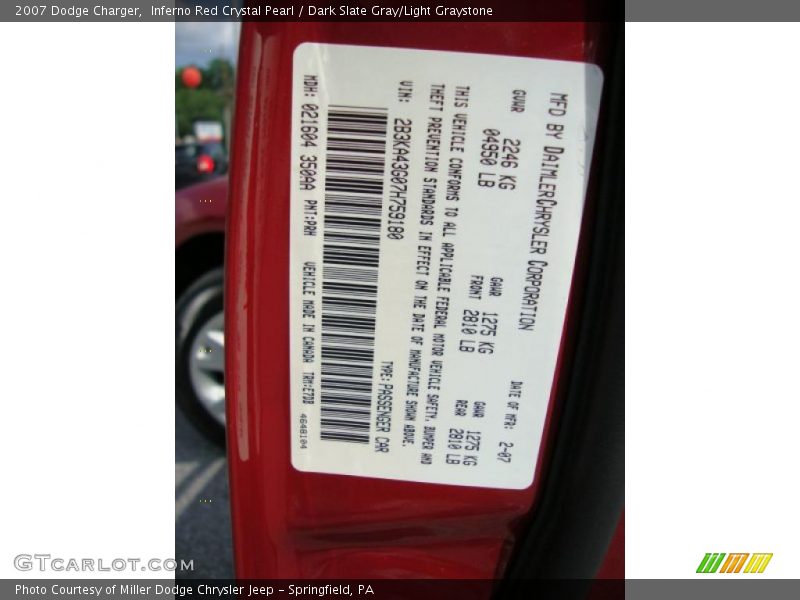 2007 Dodge Charger,  Inferno Red Crystal Pearl / Dark Slate Gray/Light Graystone
MFD BY DAIMLERCHRYSLER CORPORATION
DATE OF MFR: 2-07
GVWR 2246 KG
04950 LB
GAWR 1275 KG
FRONT 2810 LB
GAWR 1275 KG
REAR 2810 LB
THIS VEHICLE CONFORMS TO ALL APPLICABLE FEDERAL MOTOR VEHICLE SAFETY, BUMPER AND
THEFT PREVENTION STANDARDS IN EFFECT ON THE DATE OF MANUFACTURE SHOWN ABOVE.
VIN: 2B3KA43G07H759180
TYPE: PASSENGER CAR
MDH: 021604 350AA PNT:PRH VEHICLE MADE IN CANADA TRM:E7DB
4648104
GTCARLOT.COM
Photo Courtesy of Miller Dodge Chrysler Jeep - Springfield, PA